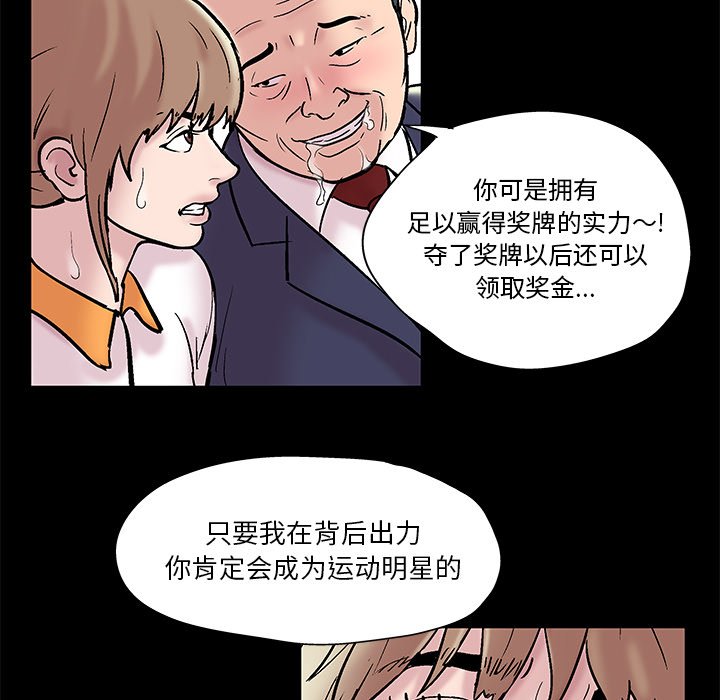 你可是拥有
足以赢得奖牌的实力～!
夺了奖牌以后还可以
领取奖金...
只要我在背后出力
你肯定会成为运动明星的